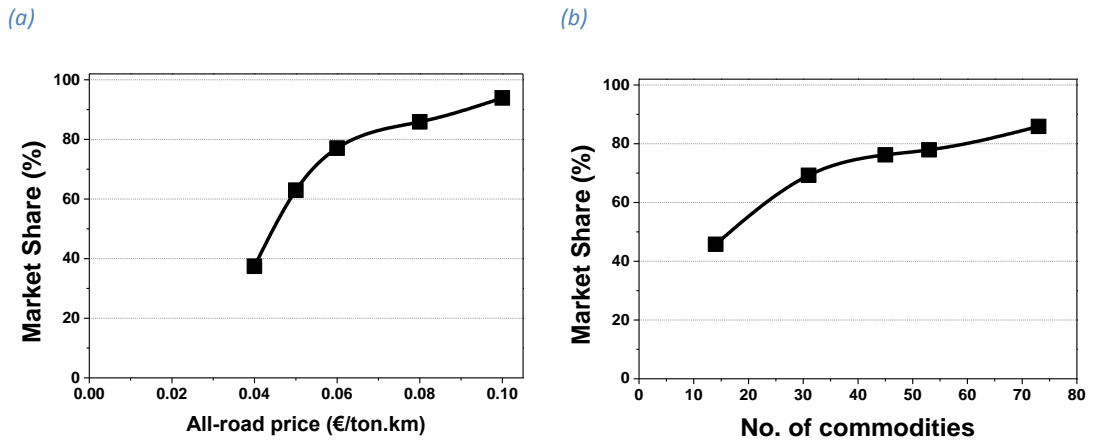 (a)
(b)
100
80
60
40
20
0
Market Share (%)
0.00 0.02 0.04 0.06 0.08 0.10
All-road price (€/ton.km)
100
80
60
40
20
0
Market Share (%)
0 10 20 30 40 50 60 70 80
No. of commodities